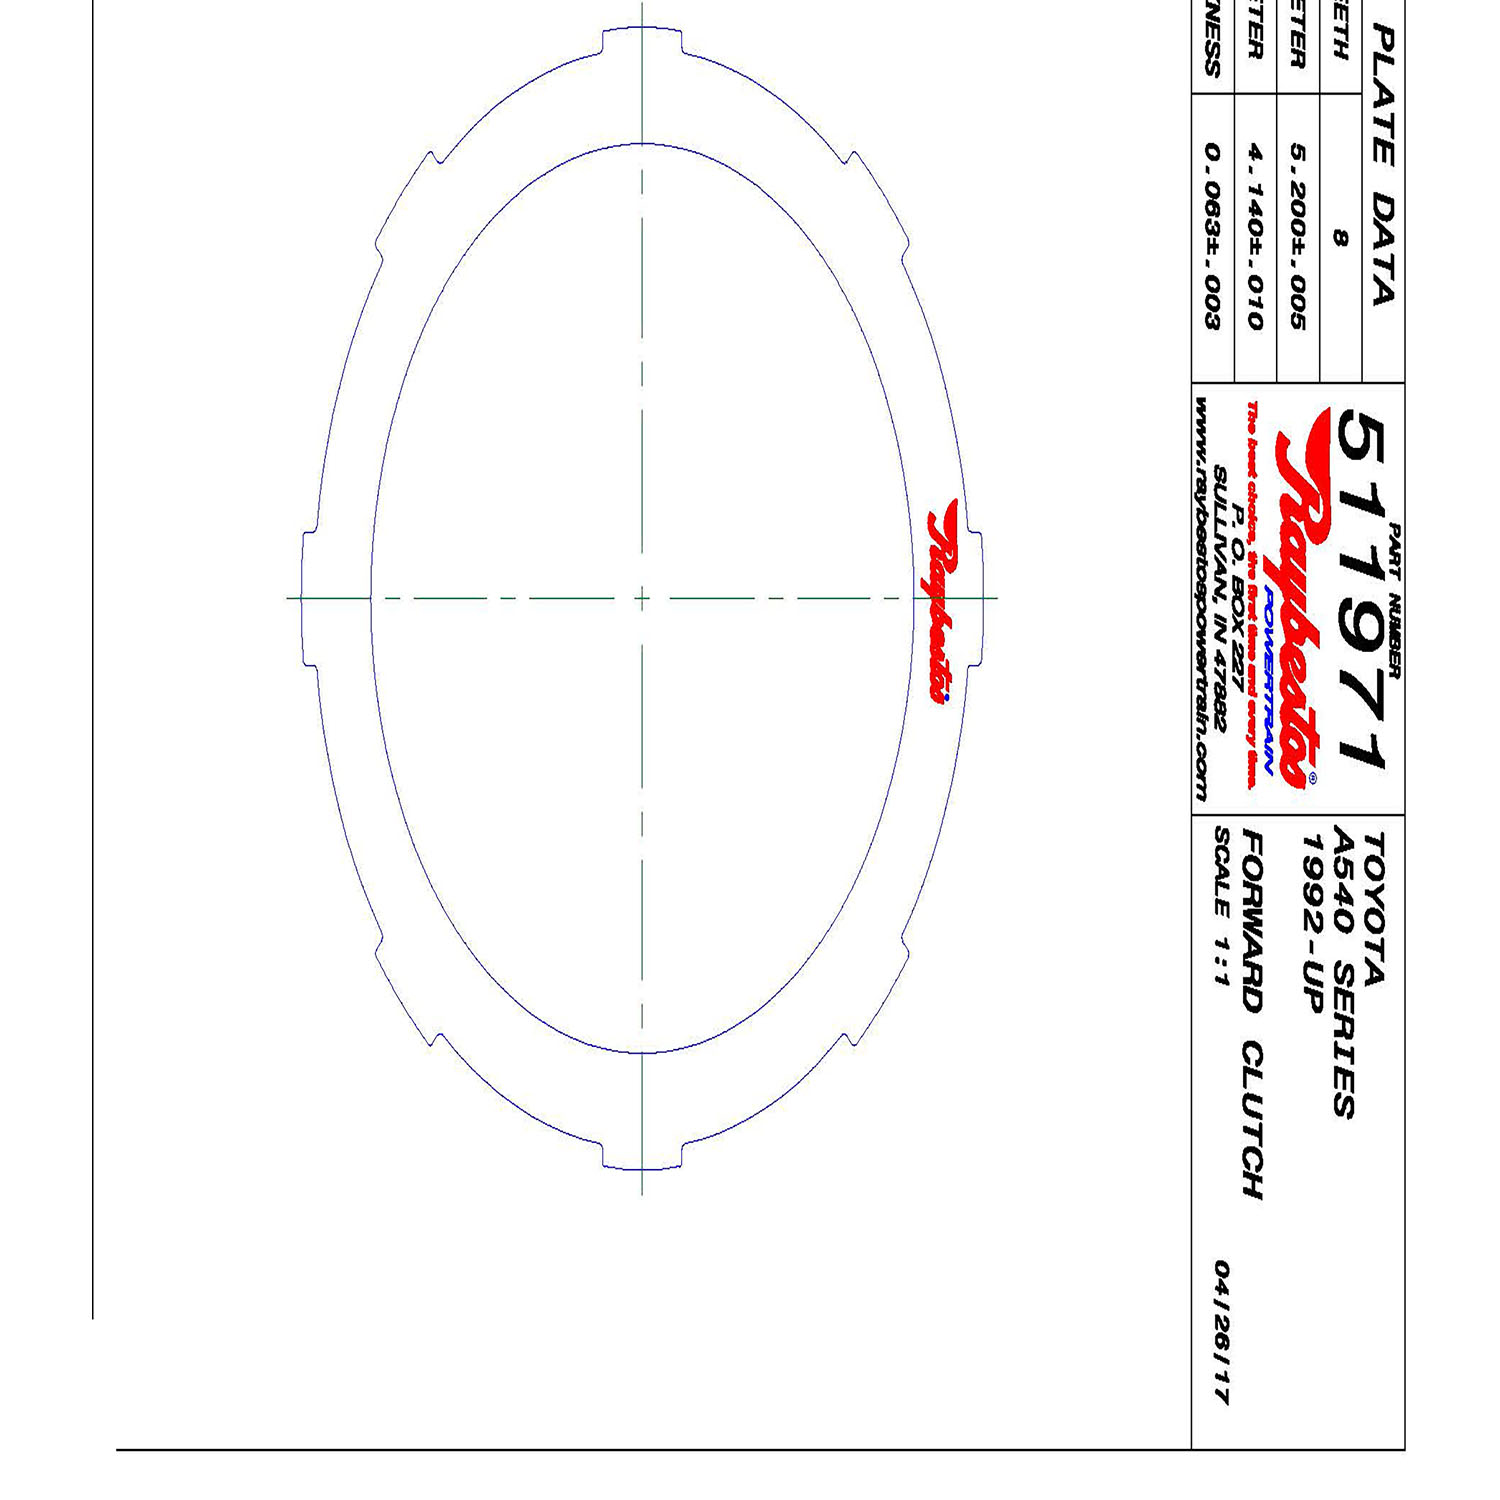 PLATE DATA
EETH 8
ETER 5.200±.005
TER 4.140±.010
NESS 0.063±.003
PART NUMBER
511971
Raybestos®
POWERTRAIN
The best choice, the first time and every time.
P. O. BOX 227
SULLIVAN, IN 47882
www.raybestospowertrain.com
TOYOTA
A540 SERIES
1992-UP
FORWARD CLUTCH
SCALE 1:1 04/26/17
Raybestos